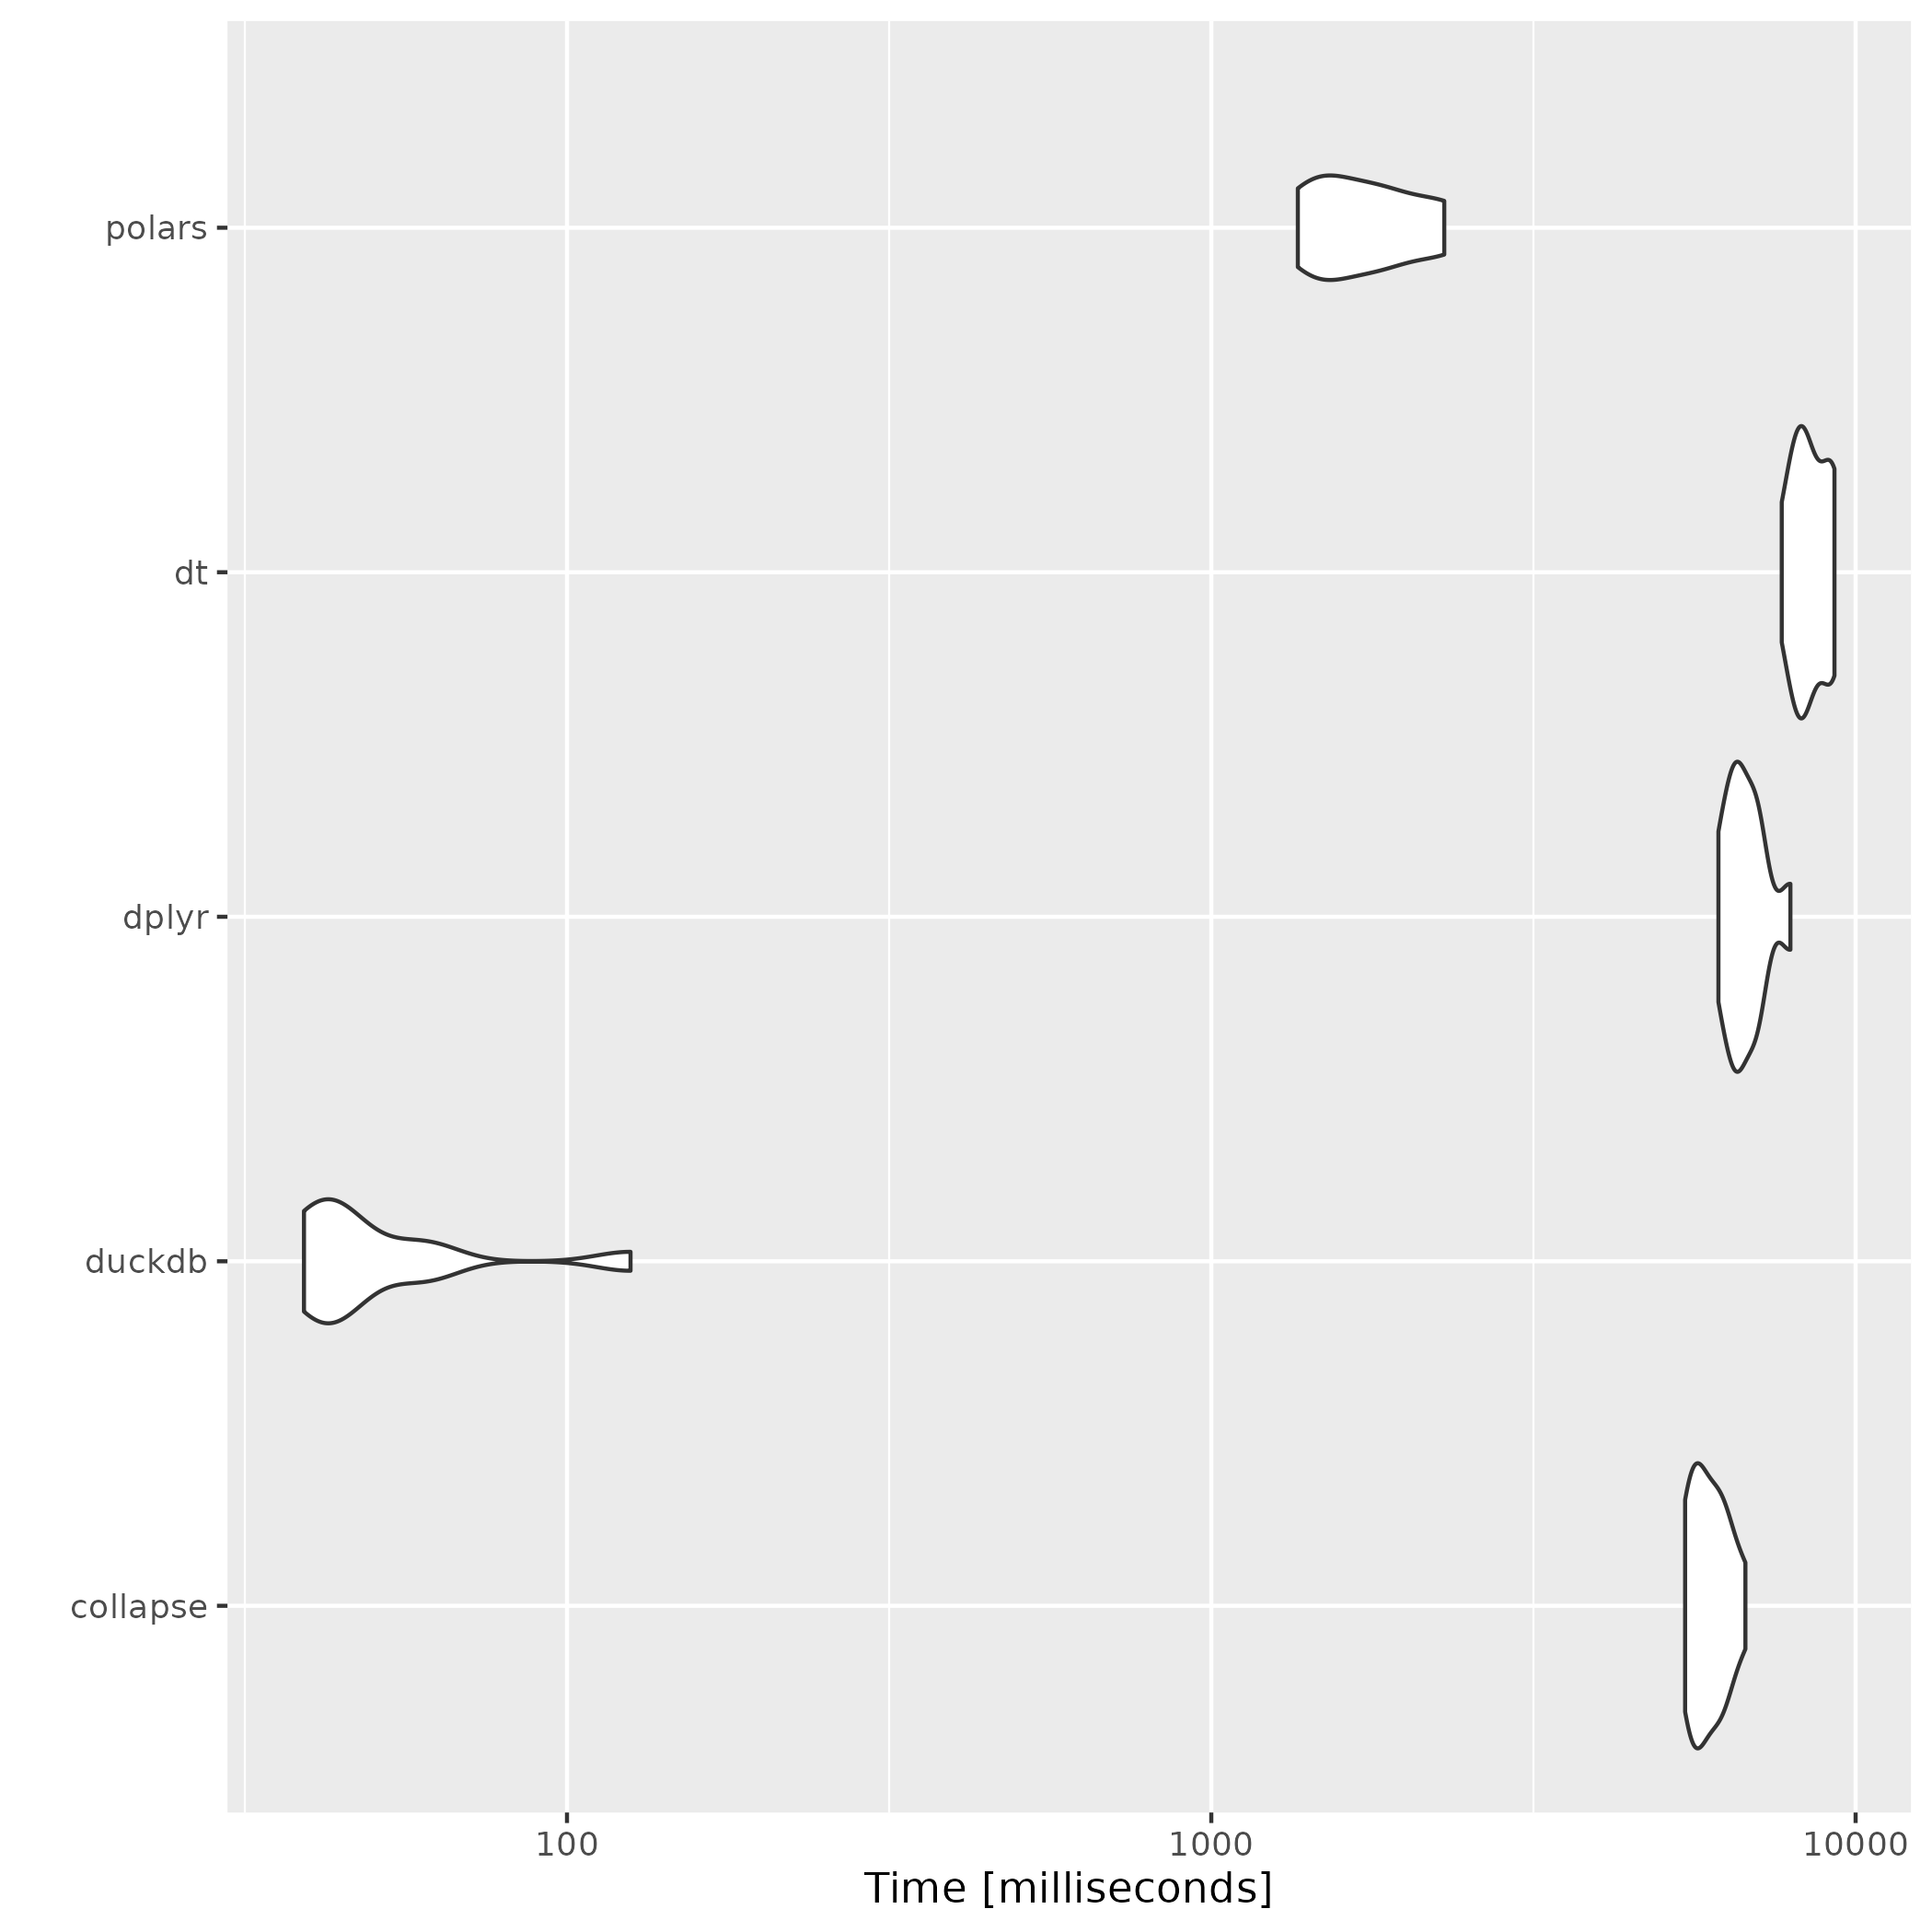 polars
dt
dplyr
duckdb
collapse
100 1000 10000
Time [milliseconds]